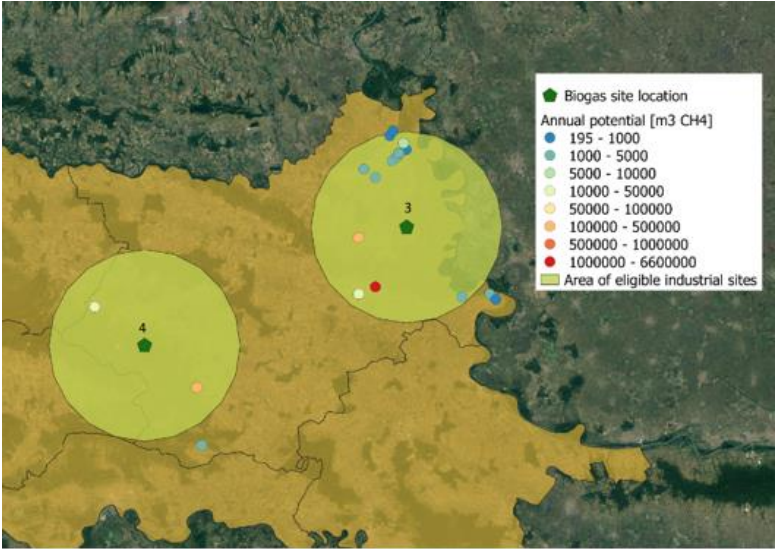 Biogas site location
Annual potential [m3 CH4]
195 - 1000
1000 - 5000
5000 - 10000
10000 - 50000
50000 - 100000
100000 - 500000
500000 - 1000000
1000000 - 6600000
Area of eligible industrial sites
3
4